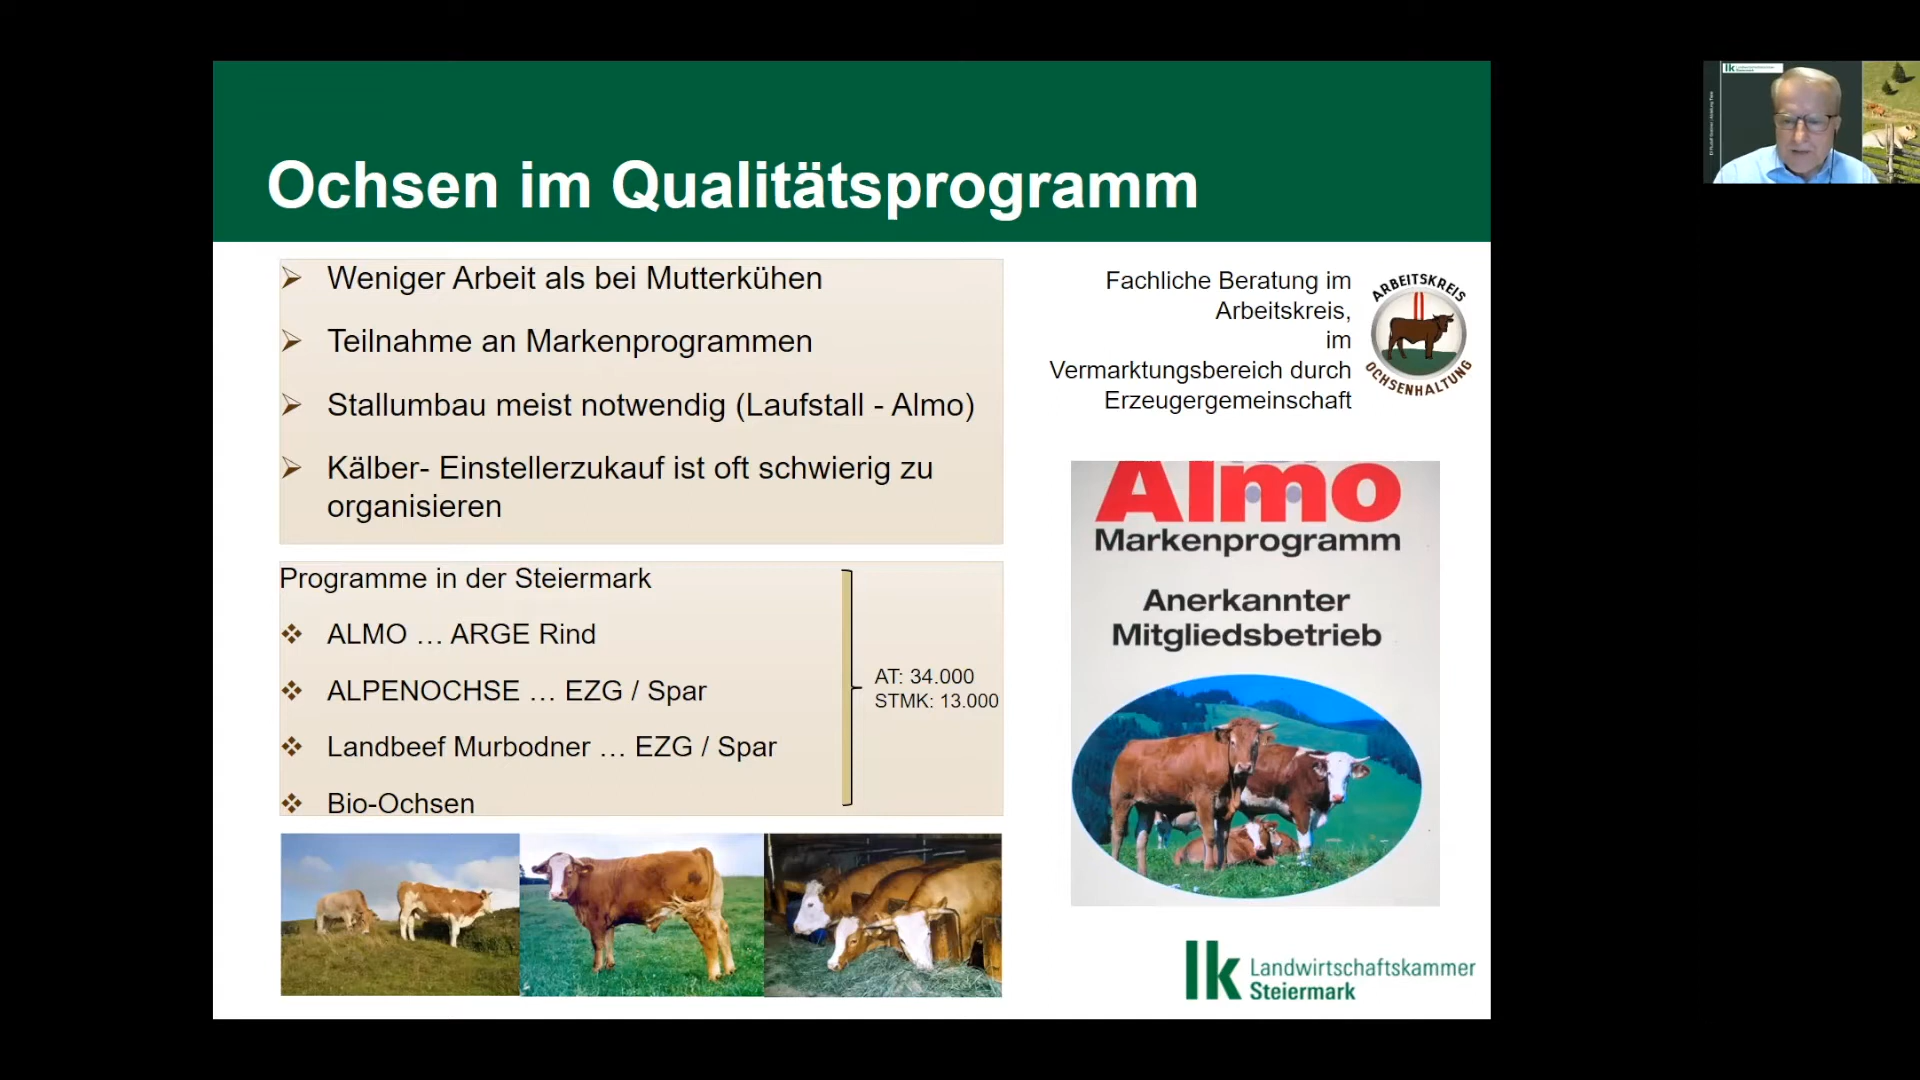 Ochsen im Qualitätsprogramm
Weniger Arbeit als bei Mutterkühen
Teilnahme an Markenprogrammen
Stallumbau meist notwendig (Laufstall - Almo)
Kälber- Einstellerzukauf ist oft schwierig zu
organisieren
Programme in der Steiermark
ALMO … ARGE Rind
ALPENOCHSE … EZG / Spar
Landbeef Murbodner … EZG / Spar
Bio-Ochsen
AT: 34.000
STMK: 13.000
Fachliche Beratung im
Arbeitskreis,
im
Vermarktungsbereich durch
Erzeugergemeinschaft
ARBEITSKREIS
OCHSENHALTUNG
Almo
Markenprogramm
Anerkannter
Mitgliedsbetrieb
lk Landwirtschaftskammer
Steiermark
lk Landwirtschaftskammer
Steiermark